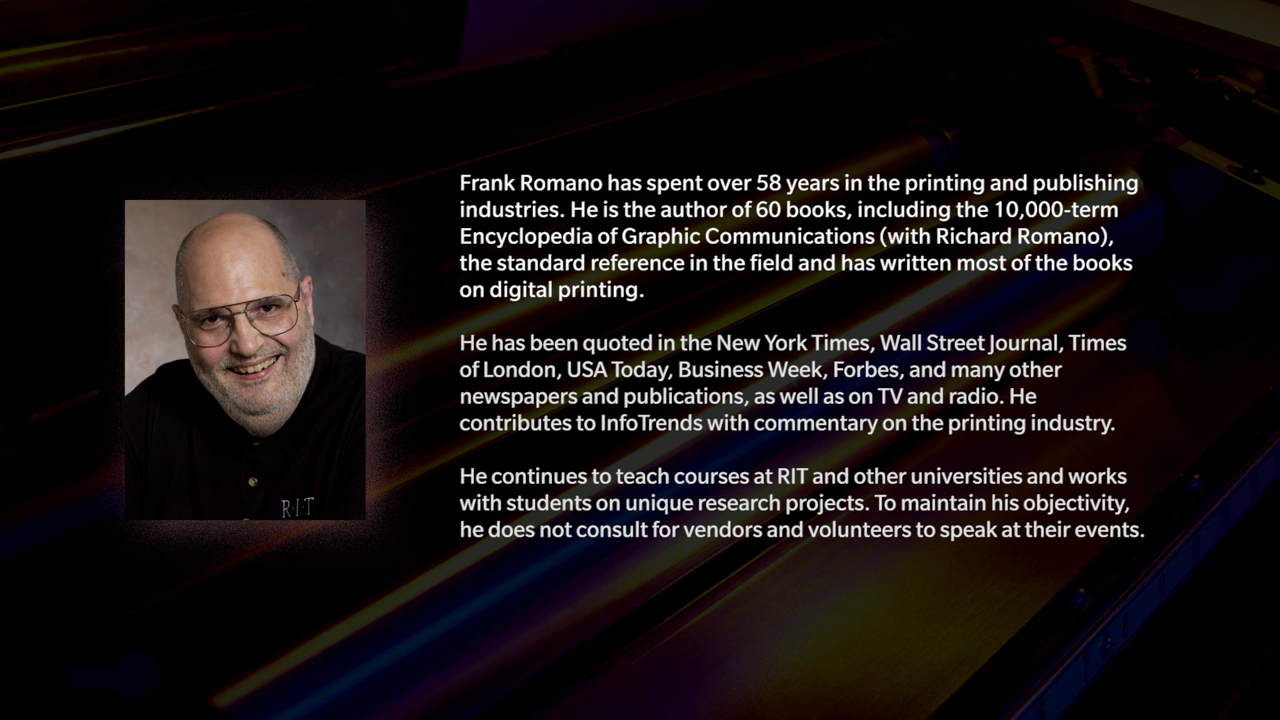 Frank Romano has spent over 58 years in the printing and publishing
industries. He is the author of 60 books, including the 10,000-term
Encyclopedia of Graphic Communications (with Richard Romano),
the standard reference in the field and has written most of the books
on digital printing.
He has been quoted in the New York Times, Wall Street Journal, Times
of London, USA Today, Business Week, Forbes, and many other
newspapers and publications, as well as on TV and radio. He
contributes to InfoTrends with commentary on the printing industry.
He continues to teach courses at RIT and other universities and works
with students on unique research projects. To maintain his objectivity,
he does not consult for vendors and volunteers to speak at their events.
R·I·T